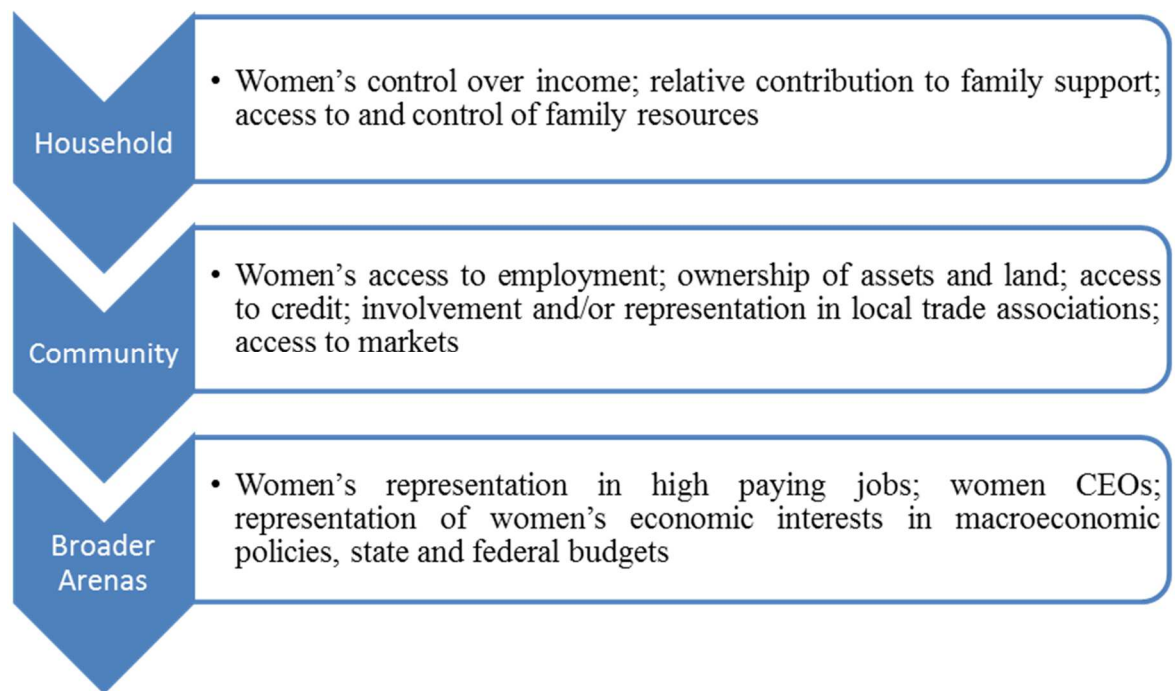 Household
• Women’s control over income; relative contribution to family support;
access to and control of family resources
Community
• Women’s access to employment; ownership of assets and land; access
to credit; involvement and/or representation in local trade associations;
access to markets
Broader
Arenas
• Women’s representation in high paying jobs; women CEOs;
representation of women’s economic interests in macroeconomic
policies, state and federal budgets